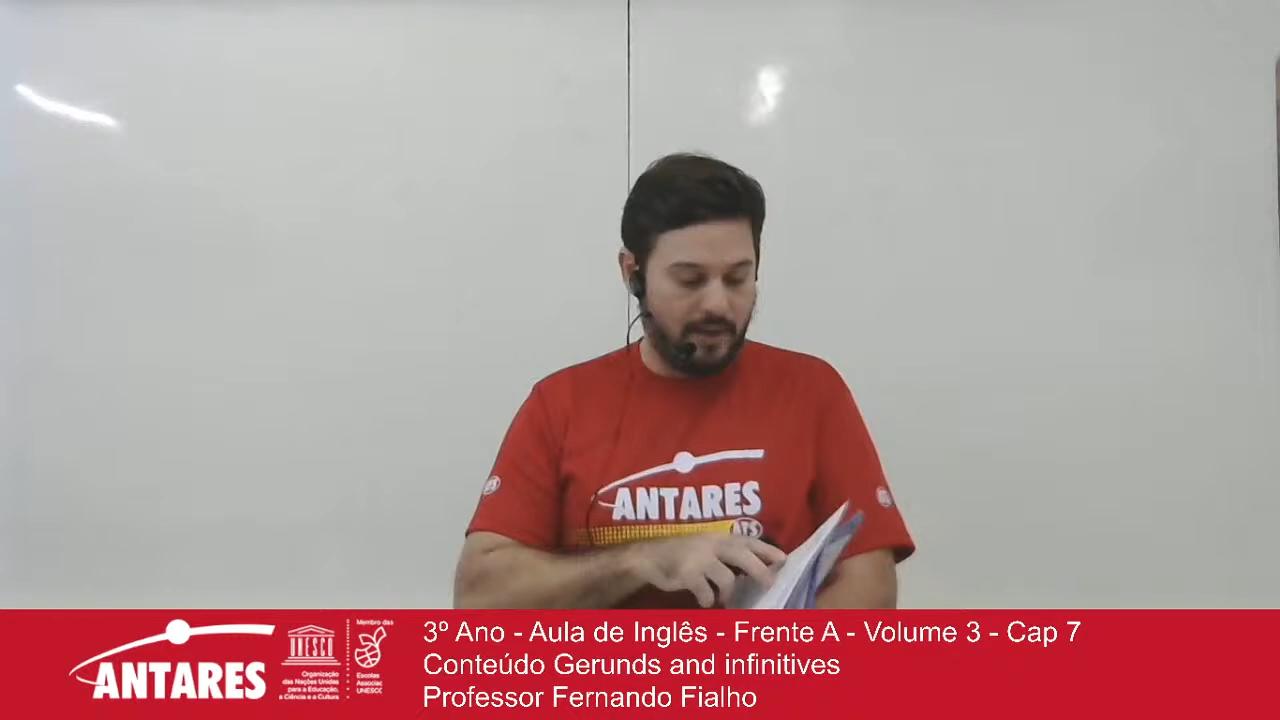 ANTARES
ATS
ANTARES
UNESCO
Organização
das Nações Unidas
para a Educação,
a Ciência e a Cultura
Membro das
Escolas
Associadas
UNESCO
3º Ano - Aula de Inglês - Frente A - Volume 3 - Cap 7
Conteúdo Gerunds and infinitives
Professor Fernando Fialho